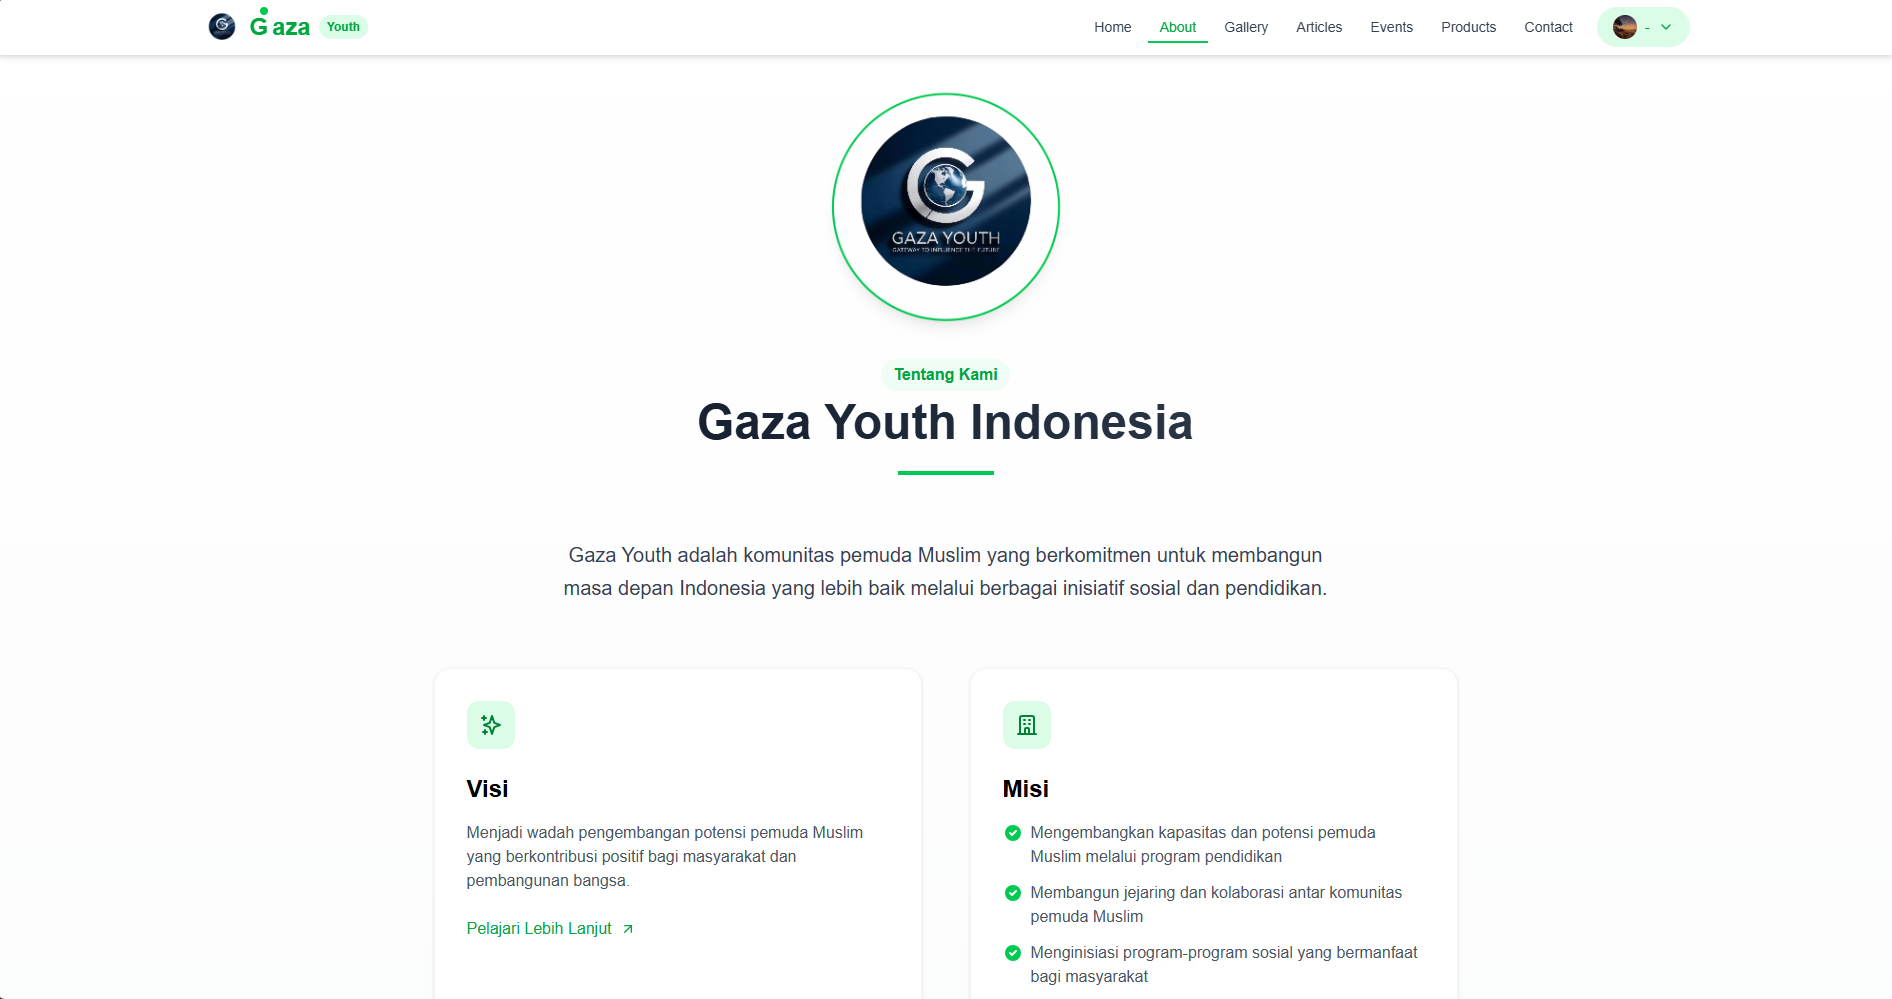 Gaza Youth
Home About Gallery Articles Events Products Contact -
GAZA YOUTH
GATEWAY TO INFLUENCE THE FUTURE
Tentang Kami
Gaza Youth Indonesia
Gaza Youth adalah komunitas pemuda Muslim yang berkomitmen untuk membangun
masa depan Indonesia yang lebih baik melalui berbagai inisiatif sosial dan pendidikan.
Visi
Menjadi wadah pengembangan potensi pemuda Muslim
yang berkontribusi positif bagi masyarakat dan
pembangunan bangsa.
Pelajari Lebih Lanjut
Misi
Mengembangkan kapasitas dan potensi pemuda
Muslim melalui program pendidikan
Membangun jejaring dan kolaborasi antar komunitas
pemuda Muslim
Menginisiasi program-program sosial yang bermanfaat
bagi masyarakat